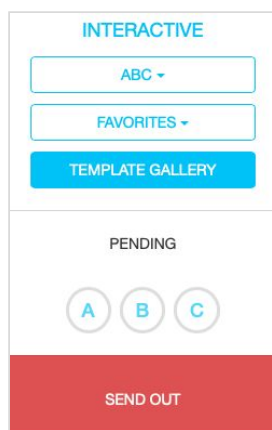 INTERACTIVE
ABC
FAVORITES
TEMPLATE GALLERY
PENDING
A B C
SEND OUT